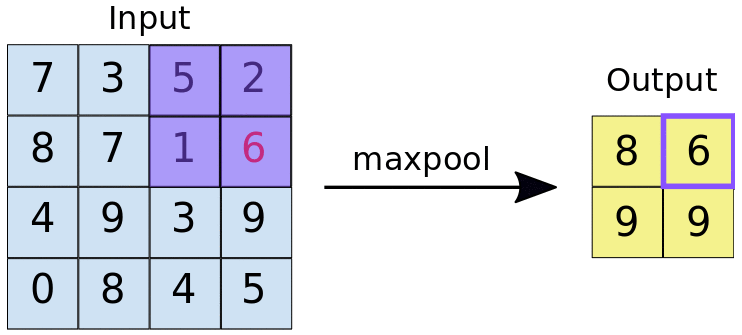 Input
7 3 5 2
8 7 1 6
4 9 3 9
0 8 4 5
maxpool
Output
8 6
9 9